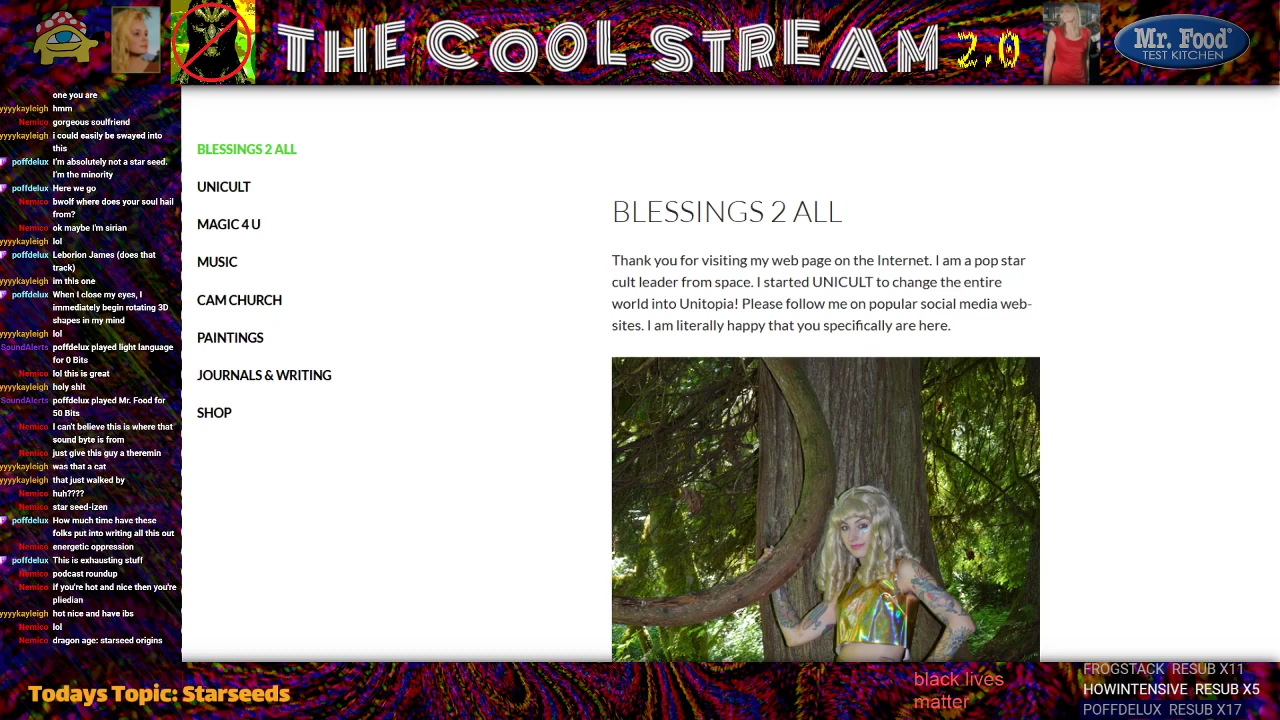 THE COOL STREAM 2.0
Mr. Food
TEST KITCHEN
one you are
yyyykayleigh hmm
Nemico gorgeous soulfriend
yyyykayleigh i could easily be swayed into
this
poffdelux I'm absolutely not a star seed.
I'm the minority
poffdelux Here we go
Nemico bwolf where does your soul hail
from?
Nemico ok maybe I'm sirian
yyyykayleigh lol
poffdelux Leborion James (does that
track)
yyyykayleigh im this one
poffdelux When I close my eyes, I
immediately begin rotating 3D
shapes in my mind
yyyykayleigh lol
SoundAlerts poffdelux played light language
for 0 Bits
Nemico lol this is great
yyyykayleigh holy shit
SoundAlerts poffdelux played Mr. Food for
50 Bits
Nemico I can't believe this is where that
sound byte is from
Nemico just give this guy a theremin
yyyykayleigh was that a cat
yyyykayleigh that just walked by
Nemico huh????
Nemico star seed-izen
poffdelux How much time have these
folks put into writing all this out
Nemico energetic oppression
poffdelux This is exhausting stuff
Nemico podcast roundup
Nemico if you're hot and nice then you're
pliedian
yyyykayleigh hot nice and have ibs
Nemico lol
Nemico dragon age: starseed origins
BLESSINGS 2 ALL
UNICULT
MAGIC 4 U
MUSIC
CAM CHURCH
PAINTINGS
JOURNALS & WRITING
SHOP
BLESSINGS 2 ALL
Thank you for visiting my web page on the Internet. I am a pop star
cult leader from space. I started UNICULT to change the entire
world into Unitopia! Please follow me on popular social media web-
sites. I am literally happy that you specifically are here.
Todays Topic: Starseeds
black lives
matter
FROGSTACK RESUB X11
HOWINTENSIVE RESUB X5
POFFDELUX RESUB X17